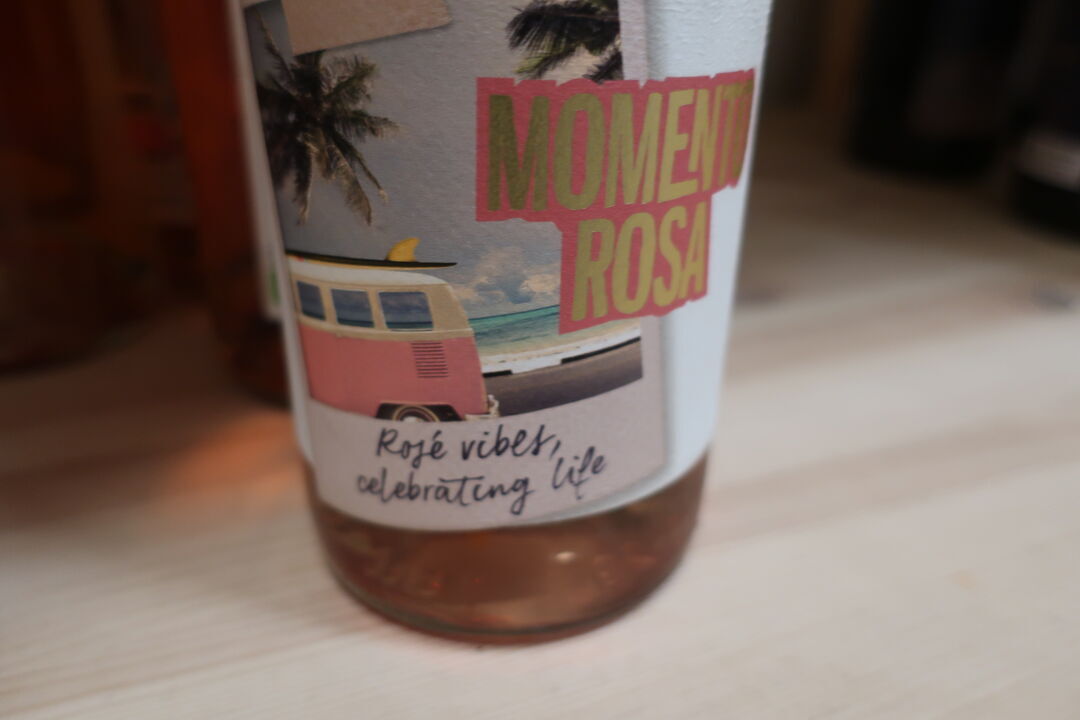 MOMENTO
ROSA
Rosé vibes,
celebrating life